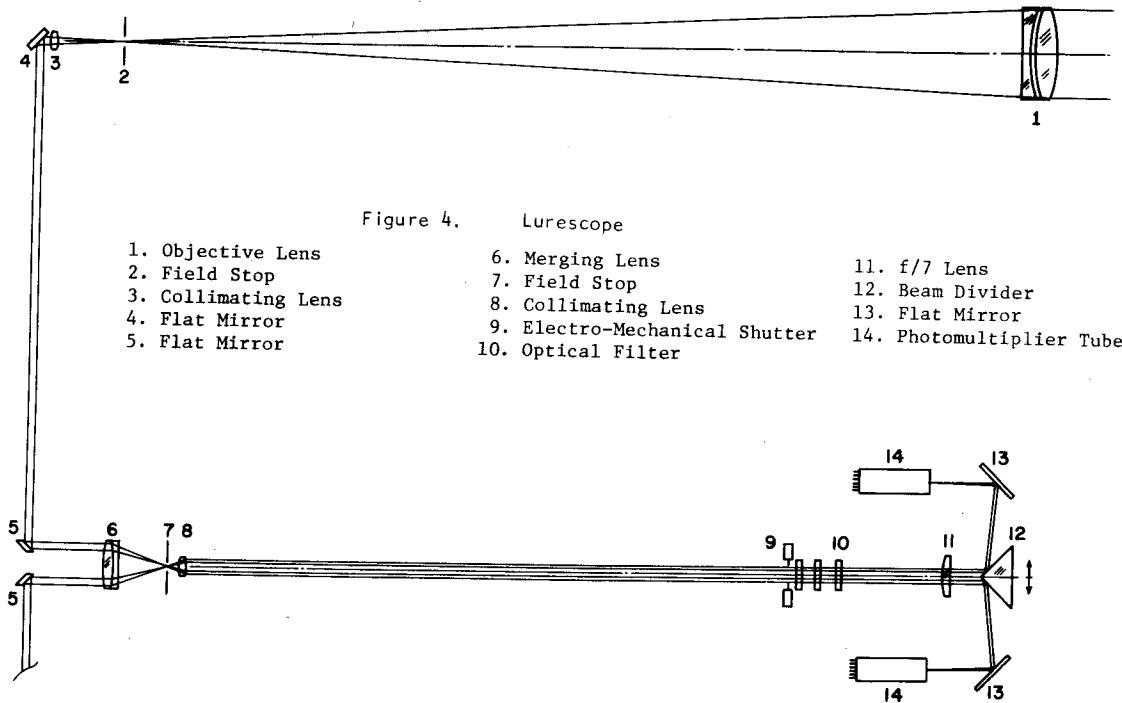 4 3 2
1
Figure 4. Lurescope
1. Objective Lens
2. Field Stop
3. Collimating Lens
4. Flat Mirror
5. Flat Mirror
6. Merging Lens
7. Field Stop
8. Collimating Lens
9. Electro-Mechanical Shutter
10. Optical Filter
11. f/7 Lens
12. Beam Divider
13. Flat Mirror
14. Photomultiplier Tube
14 13
5 6 7 8 9 10 11 12
5
14 13